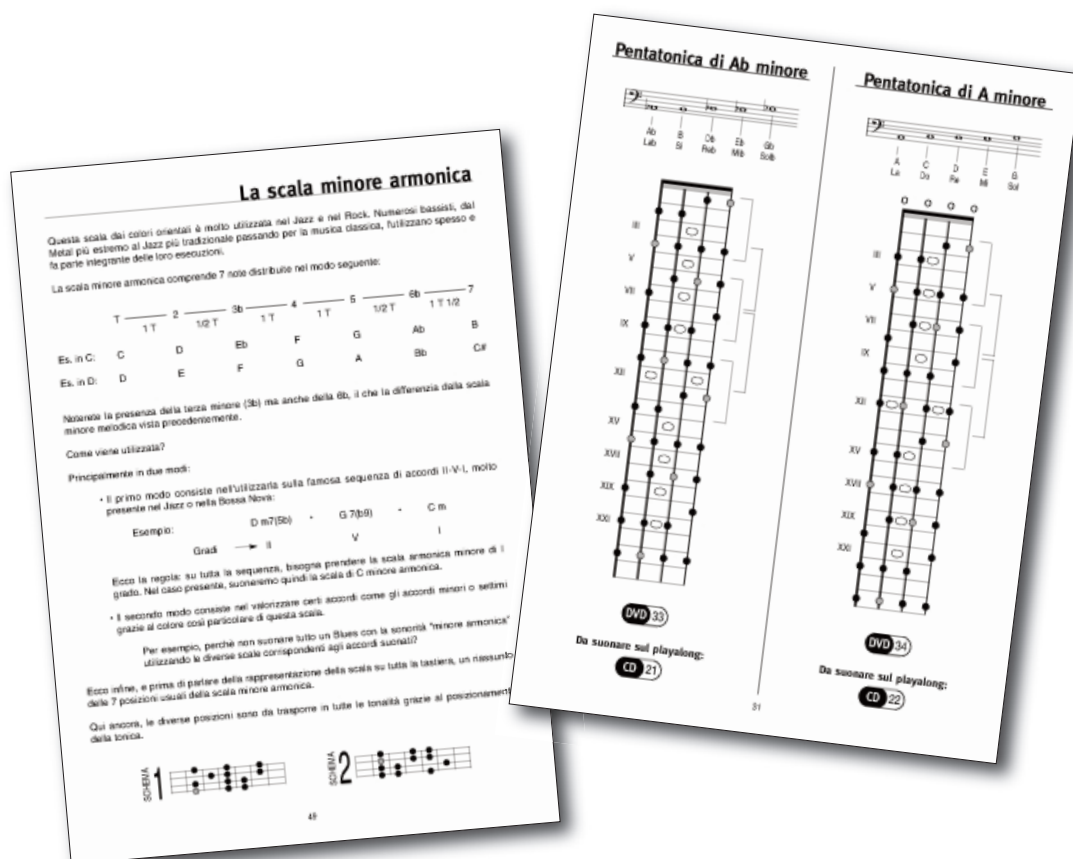 La scala minore armonica
Questa scala dai colori orientali è molto utilizzata nel Jazz e nel Rock. Numerosi bassisti, dal
Metal più estremo al Jazz più tradizionale passando per la musica classica, l'utilizzano spesso e
fa parte integrante delle loro esecuzioni.
La scala minore armonica comprende 7 note distribuite nel modo seguente:
T 2 3b 4 5 6b 7
1 T 1/2 T 1 T 1 T 1/2 T 1 T 1/2
Es. in C: C D Eb F G Ab B
Es. in D: D E F G A Bb C#
Noterete la presenza della terza minore (3b) ma anche della 6b, il che la differenzia dalla scala
minore melodica vista precedentemente.
Come viene utilizzata?
Principalmente in due modi:
• Il primo modo consiste nell'utilizzarla sulla famosa sequenza di accordi II-V-I, molto
presente nel Jazz o nella Bossa Nova:
Esempio: D m7(5b) - G 7(b9) - C m
Gradi II V I
Ecco la regola: su tutta la sequenza, bisogna prendere la scala armonica minore di I
grado. Nel caso presente, suoneremo quindi la scala di C minore armonica.
• Il secondo modo consiste nel valorizzare certi accordi come gli accordi minori o settimi
grazie al colore così particolare di questa scala.
Per esempio, perchè non suonare tutto un Blues con la sonorità "minore armonica"
utilizzando le diverse scale corrispondenti agli accordi suonati?
Ecco infine, e prima di parlare della rappresentazione della scala su tutta la tastiera, un riassunto
delle 7 posizioni usuali della scala minore armonica.
Qui ancora, le diverse posizioni sono da trasporre in tutte le tonalità grazie al posizionament
della tonica.
SCHEMA 1
SCHEMA 2
49
Pentatonica di Ab minore
Ab B Db Eb Gb
Lab Si Reb Mib Solb
III
V
VII
IX
XII
XV
XVII
XIX
XXI
DVD 33
Da suonare sul playalong:
CD 21
31
Pentatonica di A minore
A C D E G
La Do Re Mi Sol
III
V
VII
IX
XII
XV
XVII
XIX
XXI
DVD 34
Da suonare sul playalong:
CD 22